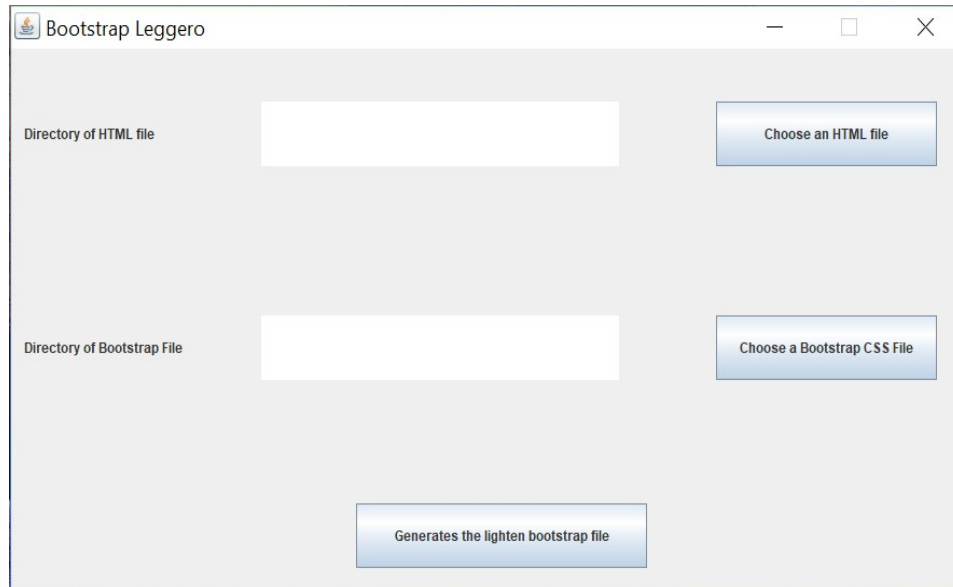 Bootstrap Leggero
Directory of HTML file
Choose an HTML file
Directory of Bootstrap File
Choose a Bootstrap CSS File
Generates the lighten bootstrap file